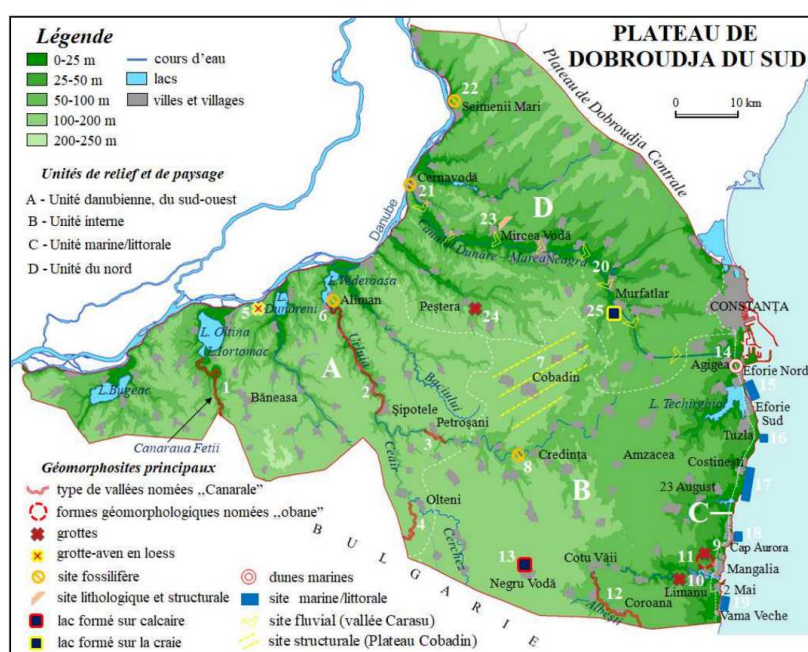 PLATEAU DE
DOBROUDJA DU SUD
Légende
0-25 m
25-50 m
50-100 m
100-200 m
200-250 m
cours d'eau
lacs
villes et villages
Unités de relief et de paysage
A - Unité danubienne, du sud-ouest
B - Unité interne
C - Unité marine/littorale
D - Unité du nord
0 10 km
Plateau de Dobroudja Centrale
22
Seimenii Mari
Cernavodă
21
Danube
D
23
Mircea Vodă
Canalul Dunare – Marea Neagra
20
Murfatlar
25
CONSTANȚA
L. Vederoasa
Aliman
6
5
Dunareni
L. Oltina
L. Iortomac
L. Bugeac
1
Canaraua Fetii
Băneasa
A
Urluia
2
Peștera
24
Baciului
7
Cobadin
14
Agigea
Eforie Nord
15
Eforie
Sud
L. Techirghiol
Tuzla
16
Șipotele
Petroșani
3
Ceair
8
Credința
Amzacea
Costinești
17
23 August
B
C
18
Olteni
4
Cerchez
13
Negru Vodă
Cotu Văii
9
Cap Aurora
11
Mangalia
10
Limanu
12
Coroana
Albești
2 Mai
19
Vama Veche
BULGARIE
Géomorphosites principaux
type de vallées nomées ,,Canarale”
formes géomorphologiques nomées ,,obane”
grottes
grotte-aven en loess
site fossilifère
site lithologique et structurale
lac formé sur calcaire
lac formé sur la craie
dunes marines
site marine/littorale
site fluvial (vallée Carasu)
site structurale (Plateau Cobadin)